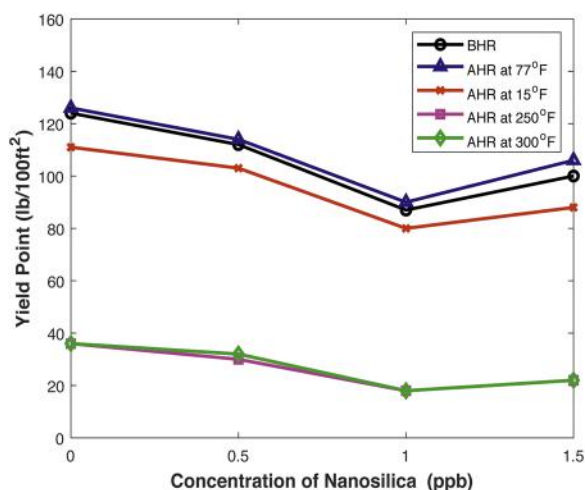 160
140
120
100
80
60
40
20
0
Yield Point (lb/100ft²)
BHR
AHR at 77°F
AHR at 15°F
AHR at 250°F
AHR at 300°F
0 0.5 1 1.5
Concentration of Nanosilica (ppb)